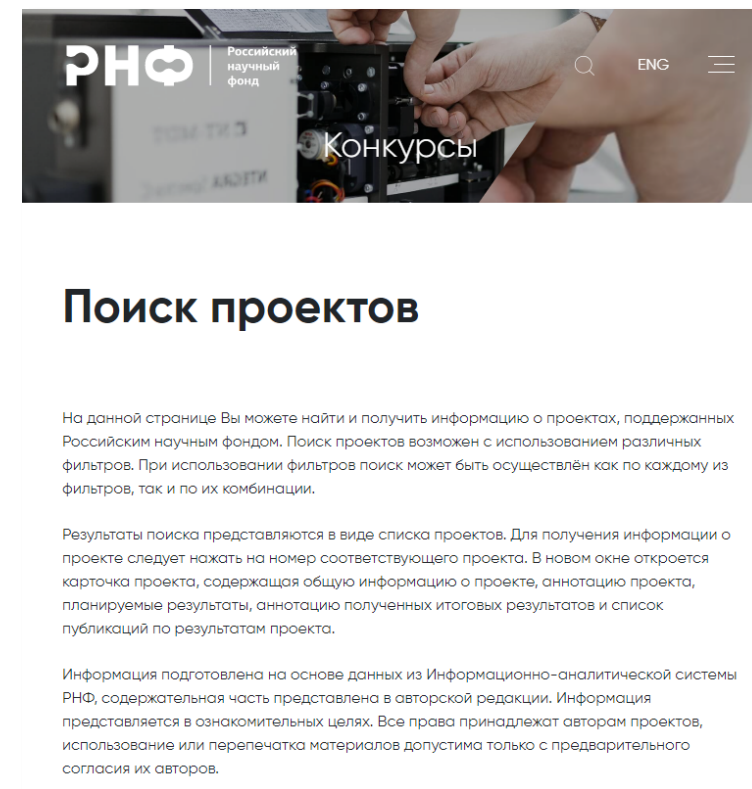 РНФ
Российский
научный
фонд
ENG
Конкурсы
Поиск проектов
На данной странице Вы можете найти и получить информацию о проектах, поддержанных
Российским научным фондом. Поиск проектов возможен с использованием различных
фильтров. При использовании фильтров поиск может быть осуществлён как по каждому из
фильтров, так и по их комбинации.
Результаты поиска представляются в виде списка проектов. Для получения информации о
проекте следует нажать на номер соответствующего проекта. В новом окне откроется
карточка проекта, содержащая общую информацию о проекте, аннотацию проекта,
планируемые результаты, аннотацию полученных итоговых результатов и список
публикаций по результатам проекта.
Информация подготовлена на основе данных из Информационно-аналитической системы
РНФ, содержательная часть представлена в авторской редакции. Информация
представляется в ознакомительных целях. Все права принадлежат авторам проектов,
использование или перепечатка материалов допустима только с предварительного
согласия их авторов.